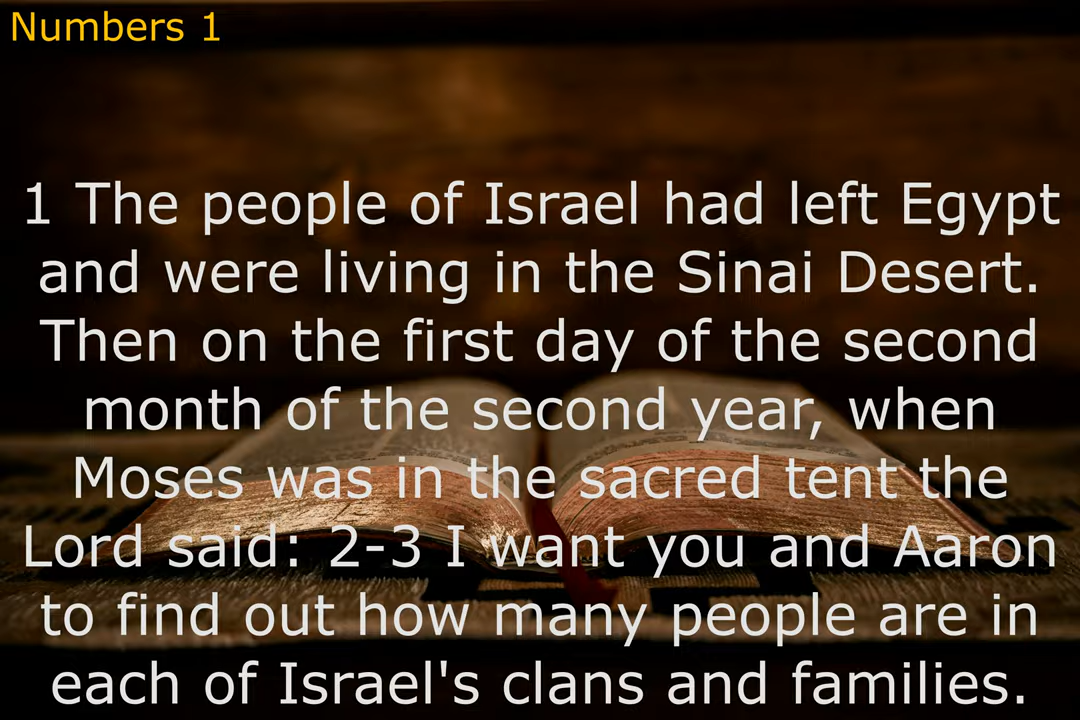 Numbers 1
1 The people of Israel had left Egypt
and were living in the Sinai Desert.
Then on the first day of the second
month of the second year, when
Moses was in the sacred tent the
Lord said: 2-3 I want you and Aaron
to find out how many people are in
each of Israel's clans and families.